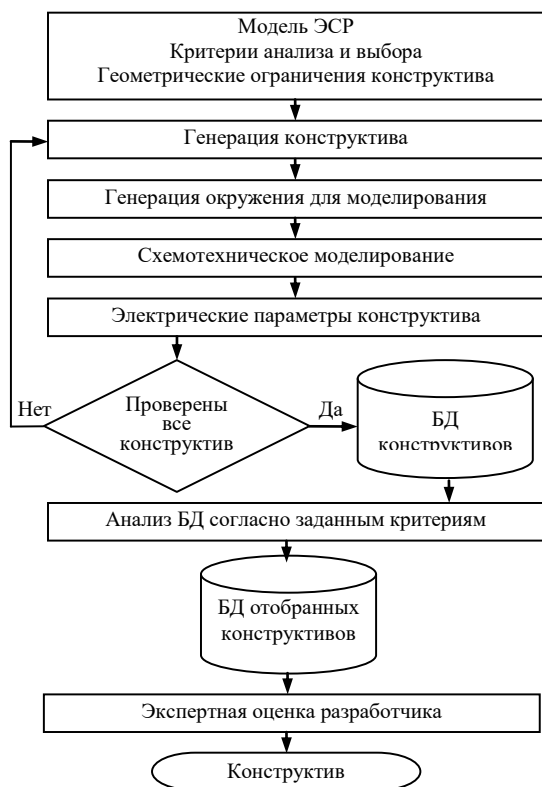 Модель ЭСР
Критерии анализа и выбора
Геометрические ограничения конструктива
Генерация конструктива
Генерация окружения для моделирования
Схемотехническое моделирование
Электрические параметры конструктива
Нет
Проверены
все
конструктив
Да
БД
конструктивов
Анализ БД согласно заданным критериям
БД отобранных
конструктивов
Экспертная оценка разработчика
Конструктив